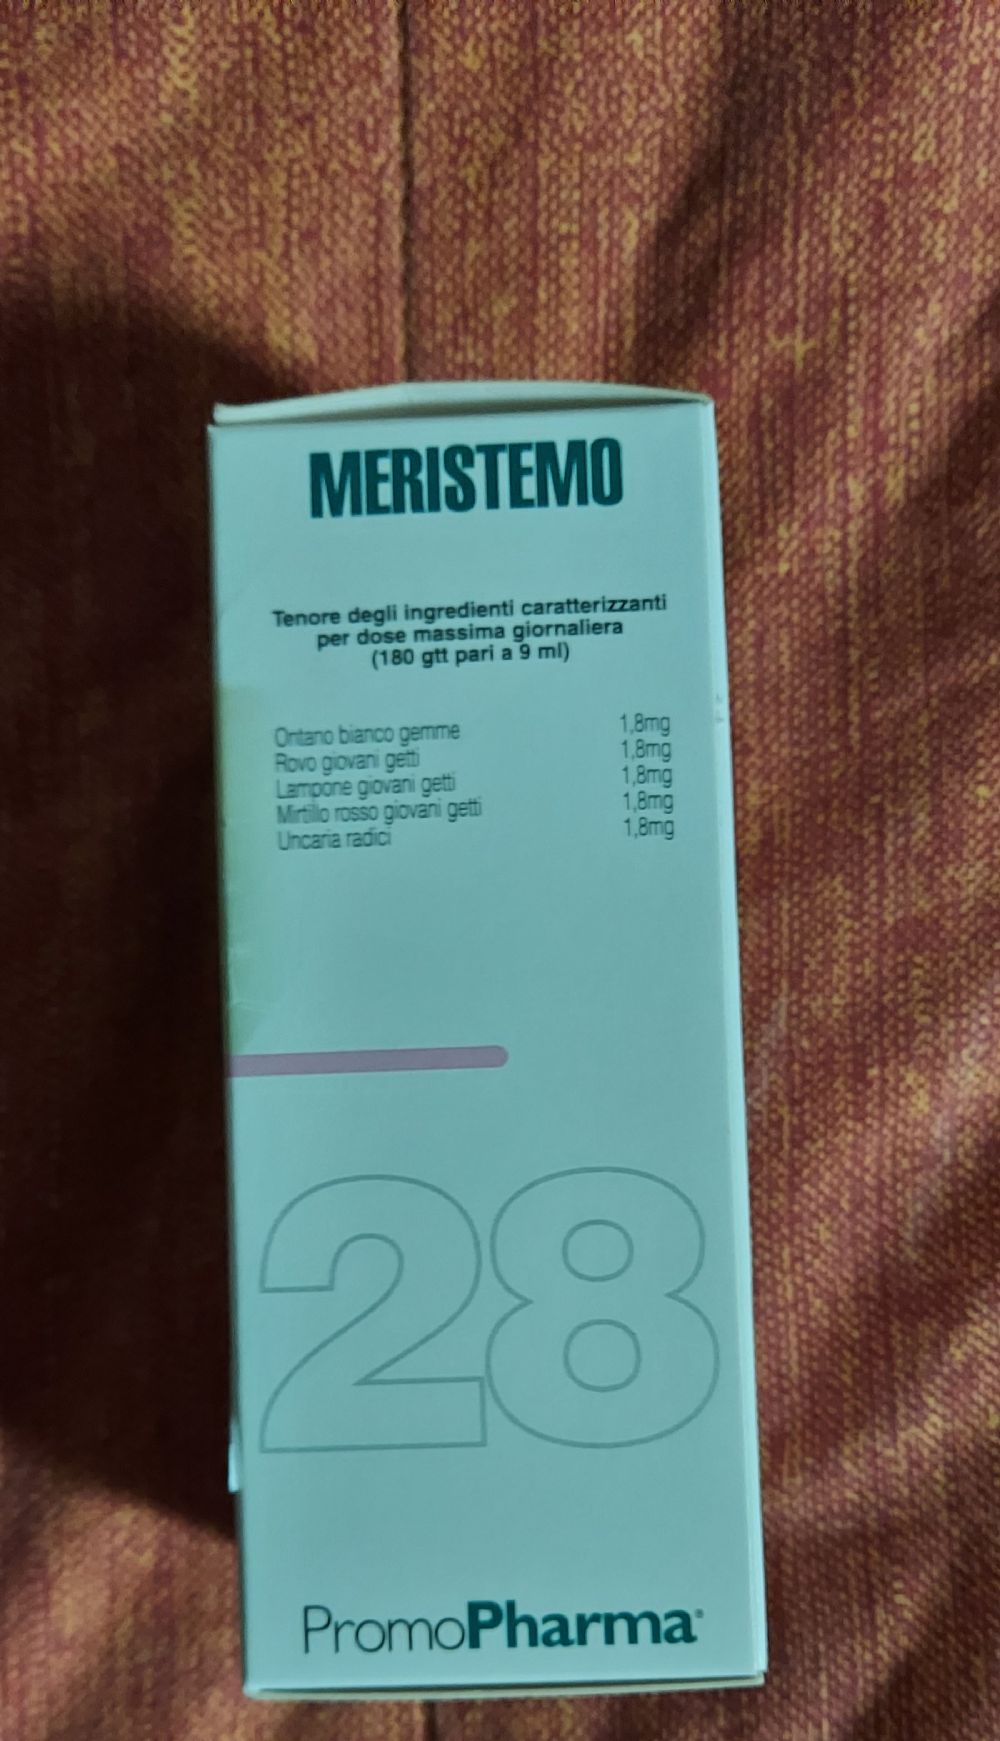 MERISTEMO
Tenore degli ingredienti caratterizzanti
per dose massima giornaliera
(180 gtt pari a 9 ml)
Ontano bianco gemme 1,8mg
Rovo giovani getti 1,8mg
Lampone giovani getti 1,8mg
Mirtillo rosso giovani getti 1,8mg
Uncaria radici 1,8mg
28
PromoPharma®